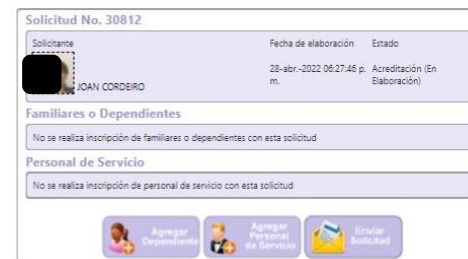 Solicitud No. 30812
Solicitante Fecha de elaboración Estado
JOAN CORDEIRO 28-abr.-2022 06:27:46 p. m. Acreditación (En Elaboración)
Familiares o Dependientes
No se realiza inscripción de familiares o dependientes con esta solicitud
Personal de Servicio
No se realiza inscripción de personal de servicio con esta solicitud
Agregar Dependiente
Agregar Personal de Servicio
Enviar Solicitud